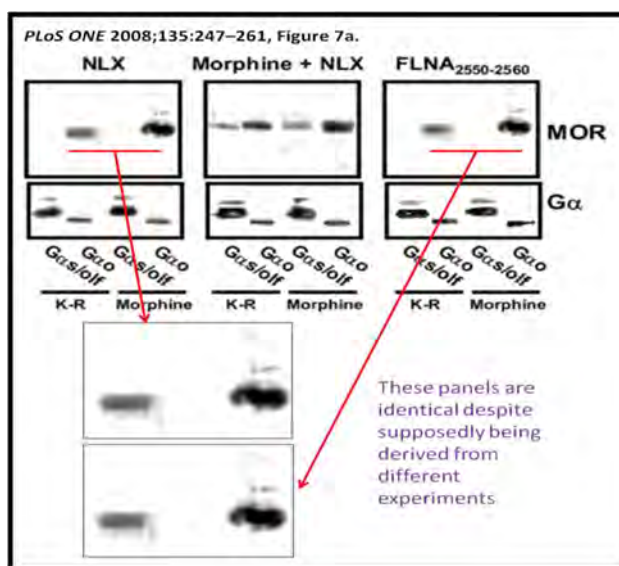 PLoS ONE 2008;135:247–261, Figure 7a.
NLX Morphine + NLX FLNA2550-2560
MOR
Gα
Gαs/olf Gαo Gαs/olf Gαo Gαs/olf Gαo Gαs/olf Gαo Gαs/olf Gαo Gαs/olf Gαo
K-R Morphine K-R Morphine K-R Morphine
These panels are
identical despite
supposedly being
derived from
different
experiments